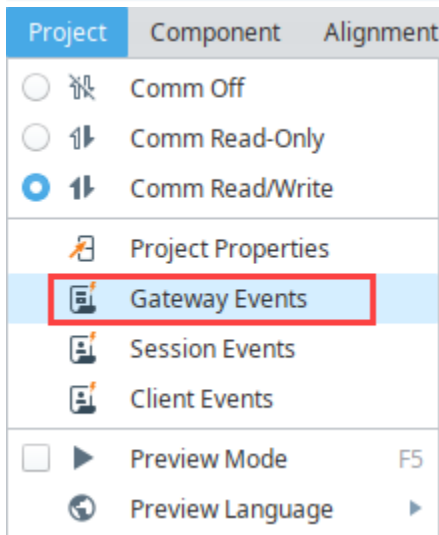 Project Component Alignment
Comm Off
Comm Read-Only
Comm Read/Write
Project Properties
Gateway Events
Session Events
Client Events
Preview Mode F5
Preview Language